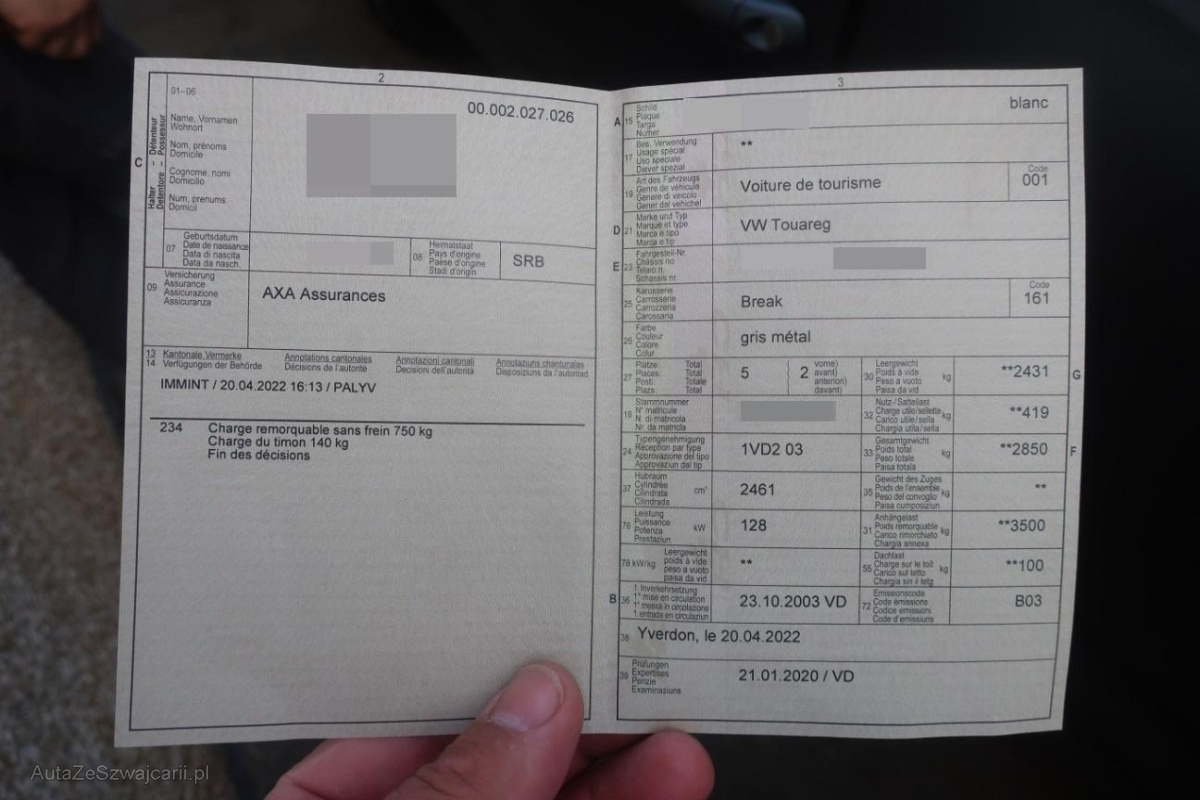 2
01-06
00.002.027.026
C
Halter
Détenteur
Detentore
Possessur
Name, Vornamen
Wohnort
Nom, prénoms
Domicile
Cognome, nomi
Domicilio
Num, prenums
Domicil
07
Geburtsdatum
Date de naissance
Data di nascita
Data da nasch.
08
Heimatstaat
Pays d'origine
Paese d'origine
Stadi d'origin
SRB
09
Versicherung
Assurance
Assicurazione
Assicuranza
AXA Assurances
13
14
Kantonale Vermerke
Verfügungen der Behörde
Annotations cantonales
Décisions de l'autorité
Annotazioni cantonali
Decisioni dell'autorità
Annotaziuns chantunalas
Disposiziuns da l'autoritad
IMMINT / 20.04.2022 16:13 / PALYV
234 Charge remorquable sans frein 750 kg
Charge du timon 140 kg
Fin des décisions
3
A
15
Schild
Plaque
Targa
Numer
blanc
17
Bes. Verwendung
Usage spécial
Uso speciale
Diever spezial
**
19
Art des Fahrzeugs
Genre de véhicule
Genere di veicolo
Gener dal vehichel
Voiture de tourisme
Code
001
D
21
Marke und Typ
Marque et type
Marca e tipo
Marca e tip
VW Touareg
E
23
Fahrgestell-Nr.
Châssis no
Telaio n.
Schassis nr.
25
Karosserie
Carrosserie
Carrozzeria
Carossaria
Break
Code
161
26
Farbe
Couleur
Colore
Colur
gris métal
27
Plätze: Total
Places: Total
Posti: Totale
Plazs: Total
5
2
vorne)
avant)
anteriori)
davant)
30
Leergewicht
Poids à vide
Peso a vuoto
Paisa da vid
kg
**2431
G
18
Stammnummer
N° matricule
N. di matricola
Nr. da matricla
32
Nutz-/Sattellast
Charge utile/sellette
Carico utile/sella
Chargia utila/sella
kg
**419
24
Typengenehmigung
Réception par type
Approvazione del tipo
Approvaziun dal tip
1VD2 03
33
Gesamtgewicht
Poids total
Peso totale
Paisa totala
kg
**2850
F
37
Hubraum
Cylindrée
Cilindrata
Cilindrada
cm³
2461
35
Gewicht des Zuges
Poids de l'ensemble
Peso del convoglio
Paisa cumposiziun
kg
**
76
Leistung
Puissance
Potenza
Prestaziun
kW
128
31
Anhängelast
Poids remorquable
Carico rimorchiato
Chargia annexa
kg
**3500
78 kW/kg
Leergewicht
poids à vide
peso a vuoto
paisa da vid
**
55
Dachlast
Charge sur le toit
Carico sul tetto
Chargia sin il tetg
kg
**100
B
36
1. Inverkehrsetzung
1re mise en circulation
1a messa in circolazione
1. entrada en circulaziun
23.10.2003 VD
72
Emissionscode
Code émissions
Codice emissioni
Code d'emissiuns
B03
38
Yverdon, le 20.04.2022
39
Prüfungen
Expertises
Perizie
Examinaziuns
21.01.2020 / VD
AutaZeSzwajcarii.pl